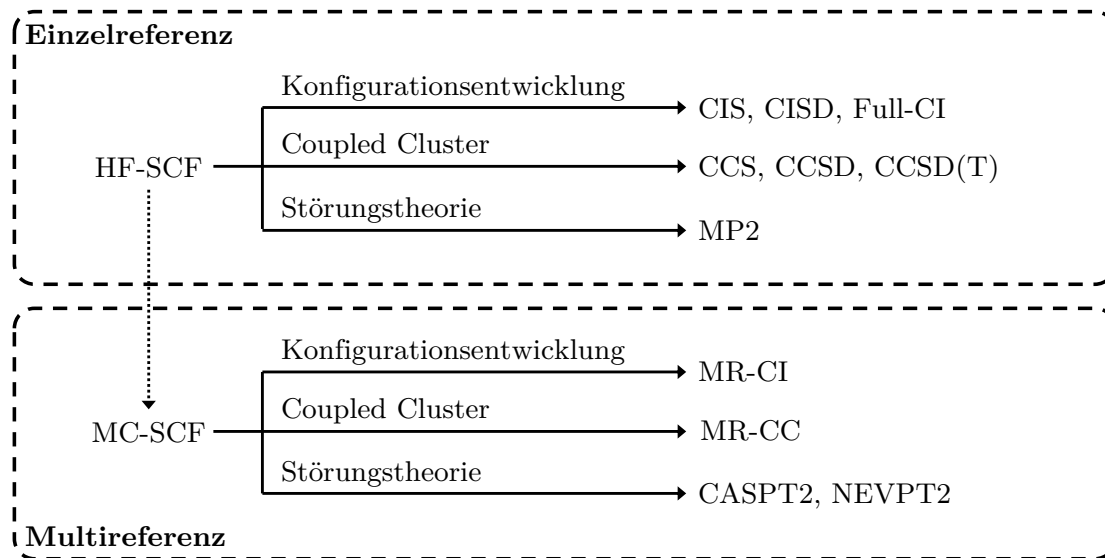 Einzelreferenz
Konfigurationsentwicklung
CIS, CISD, Full-CI
Coupled Cluster
HF-SCF
CCS, CCSD, CCSD(T)
Störungstheorie
MP2
Konfigurationsentwicklung
MR-CI
Coupled Cluster
MC-SCF
MR-CC
Störungstheorie
CASPT2, NEVPT2
Multireferenz